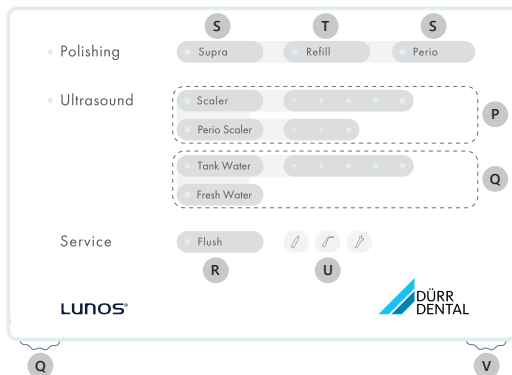 S T S
Polishing Supra Refill Perio
Ultrasound Scaler
P
Perio Scaler
Tank Water
Q
Fresh Water
Service Flush
R U
LUNOS®
DÜRR
DENTAL
Q V